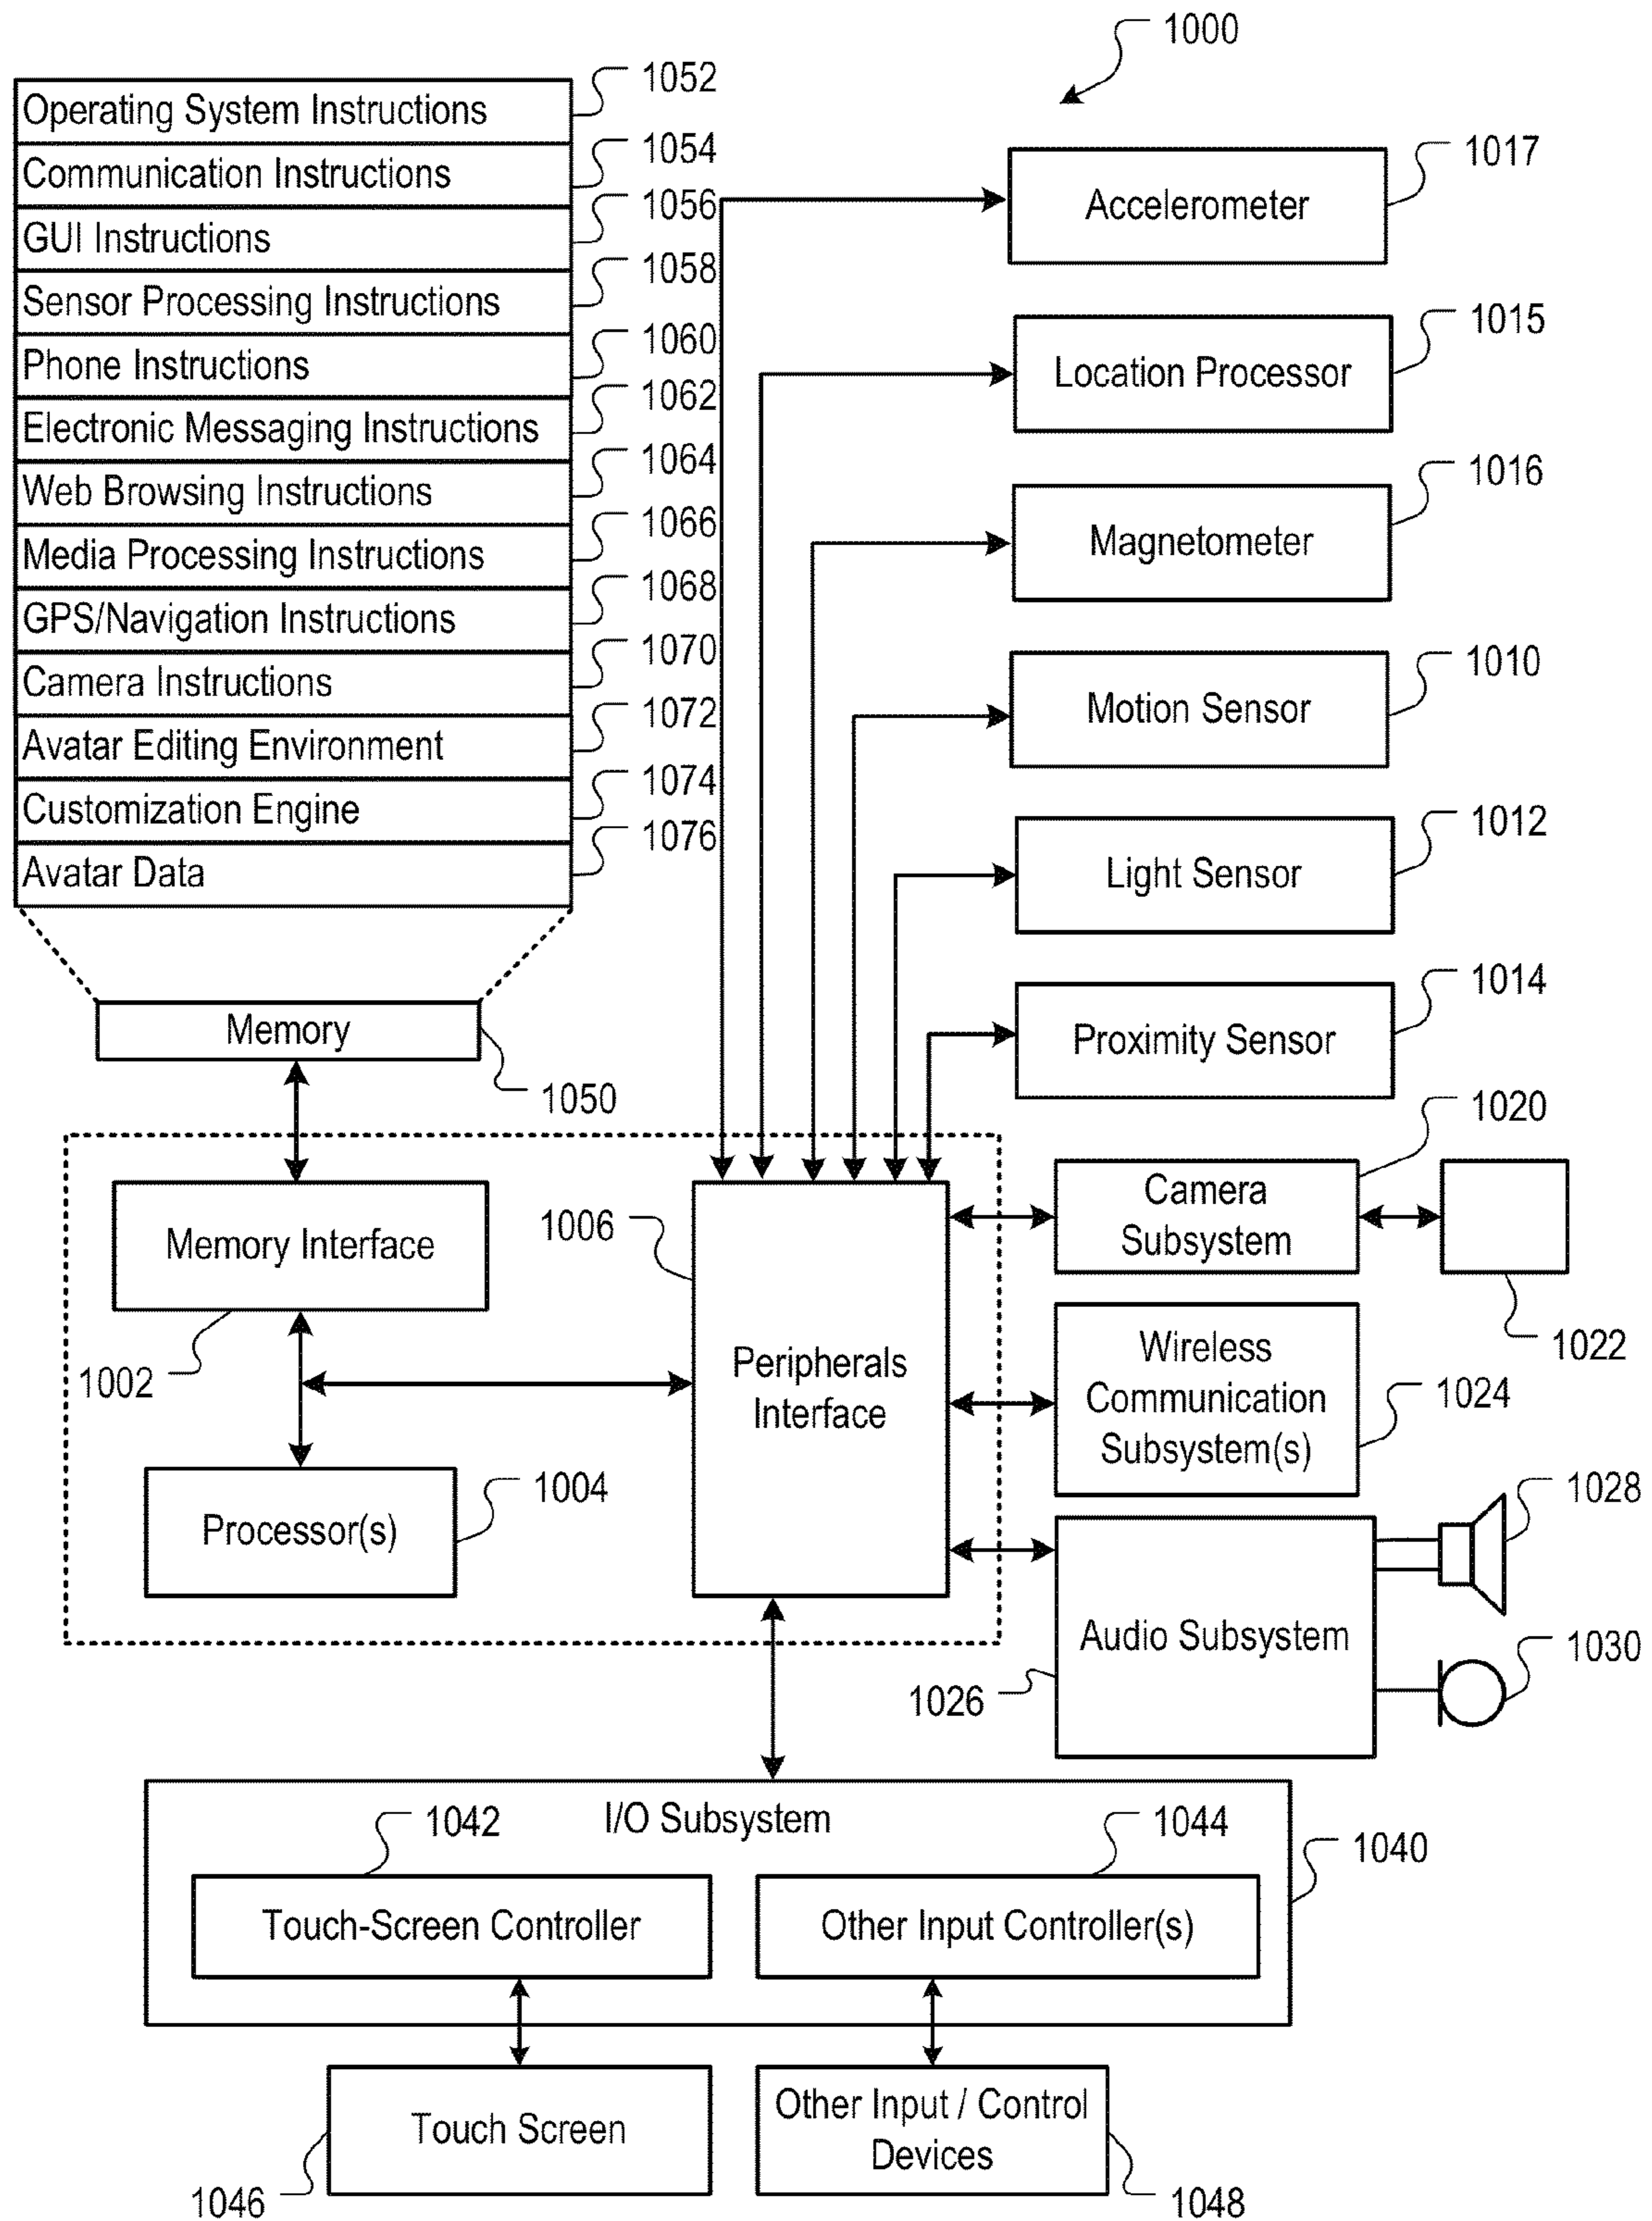 1000
Operating System Instructions 1052
Communication Instructions 1054
GUI Instructions 1056
Sensor Processing Instructions 1058
Phone Instructions 1060
Electronic Messaging Instructions 1062
Web Browsing Instructions 1064
Media Processing Instructions 1066
GPS/Navigation Instructions 1068
Camera Instructions 1070
Avatar Editing Environment 1072
Customization Engine 1074
Avatar Data 1076
Memory
1050
Accelerometer
1017
Location Processor
1015
Magnetometer
1016
Motion Sensor
1010
Light Sensor
1012
Proximity Sensor
1014
Memory Interface
1002
Processor(s)
1004
1006
Peripherals
Interface
Camera
Subsystem
1020
1022
Wireless
Communication
Subsystem(s)
1024
Audio Subsystem
1026
1028
1030
I/O Subsystem
1040
1042
Touch-Screen Controller
1044
Other Input Controller(s)
Touch Screen
1046
Other Input / Control
Devices
1048